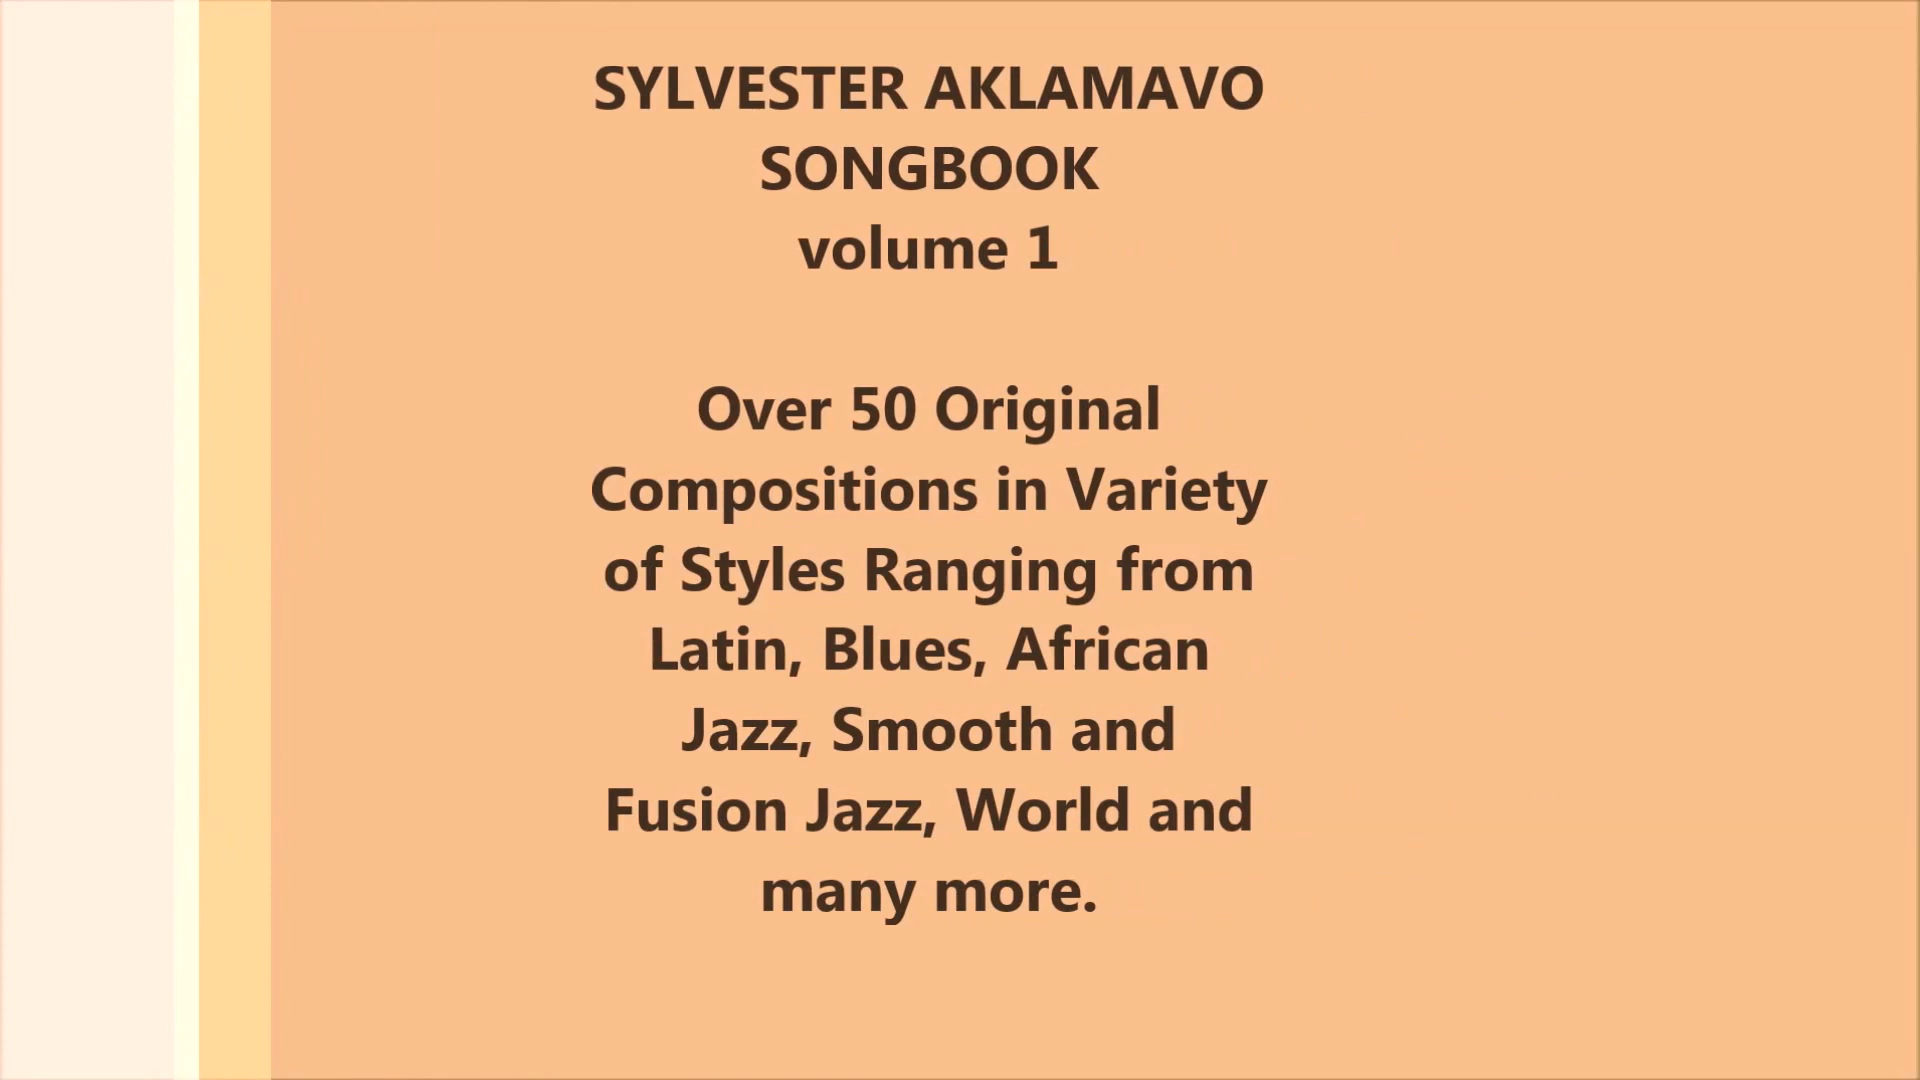 SYLVESTER AKLAMAVO
SONGBOOK
volume 1
Over 50 Original
Compositions in Variety
of Styles Ranging from
Latin, Blues, African
Jazz, Smooth and
Fusion Jazz, World and
many more.